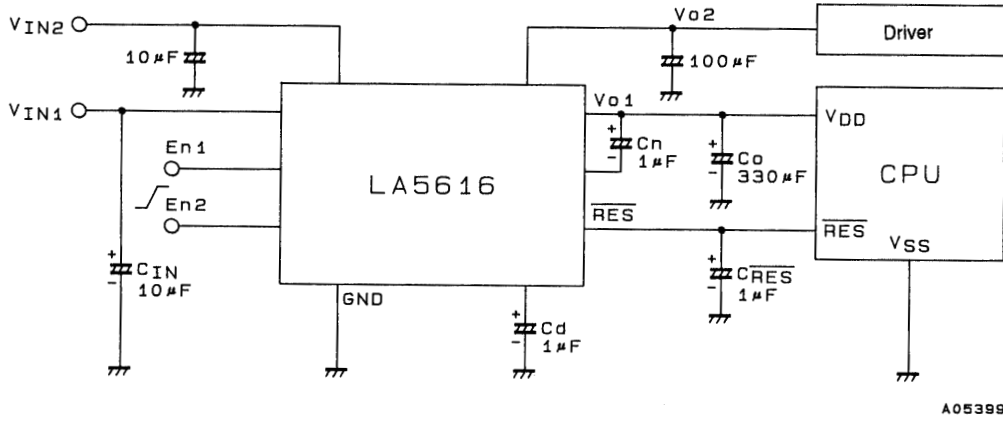 VIN2
10µF
Vo2
100µF
Driver
VIN1
Vo1
+
-
Cn
1µF
+
-
Co
330µF
VDD
CPU
En1
En2
LA5616
RES
RES
VSS
+
-
CIN
10µF
GND
+
-
Cd
1µF
+
-
CRES
1µF
A05399